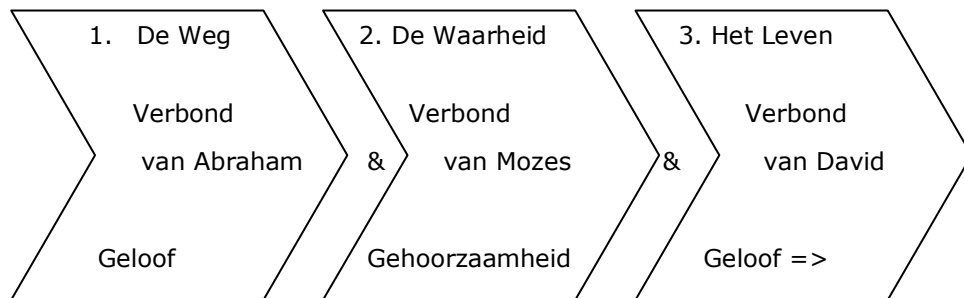 1. De Weg
Verbond
van Abraham
Geloof
&
2. De Waarheid
Verbond
van Mozes
Gehoorzaamheid
&
3. Het Leven
Verbond
van David
Geloof =>